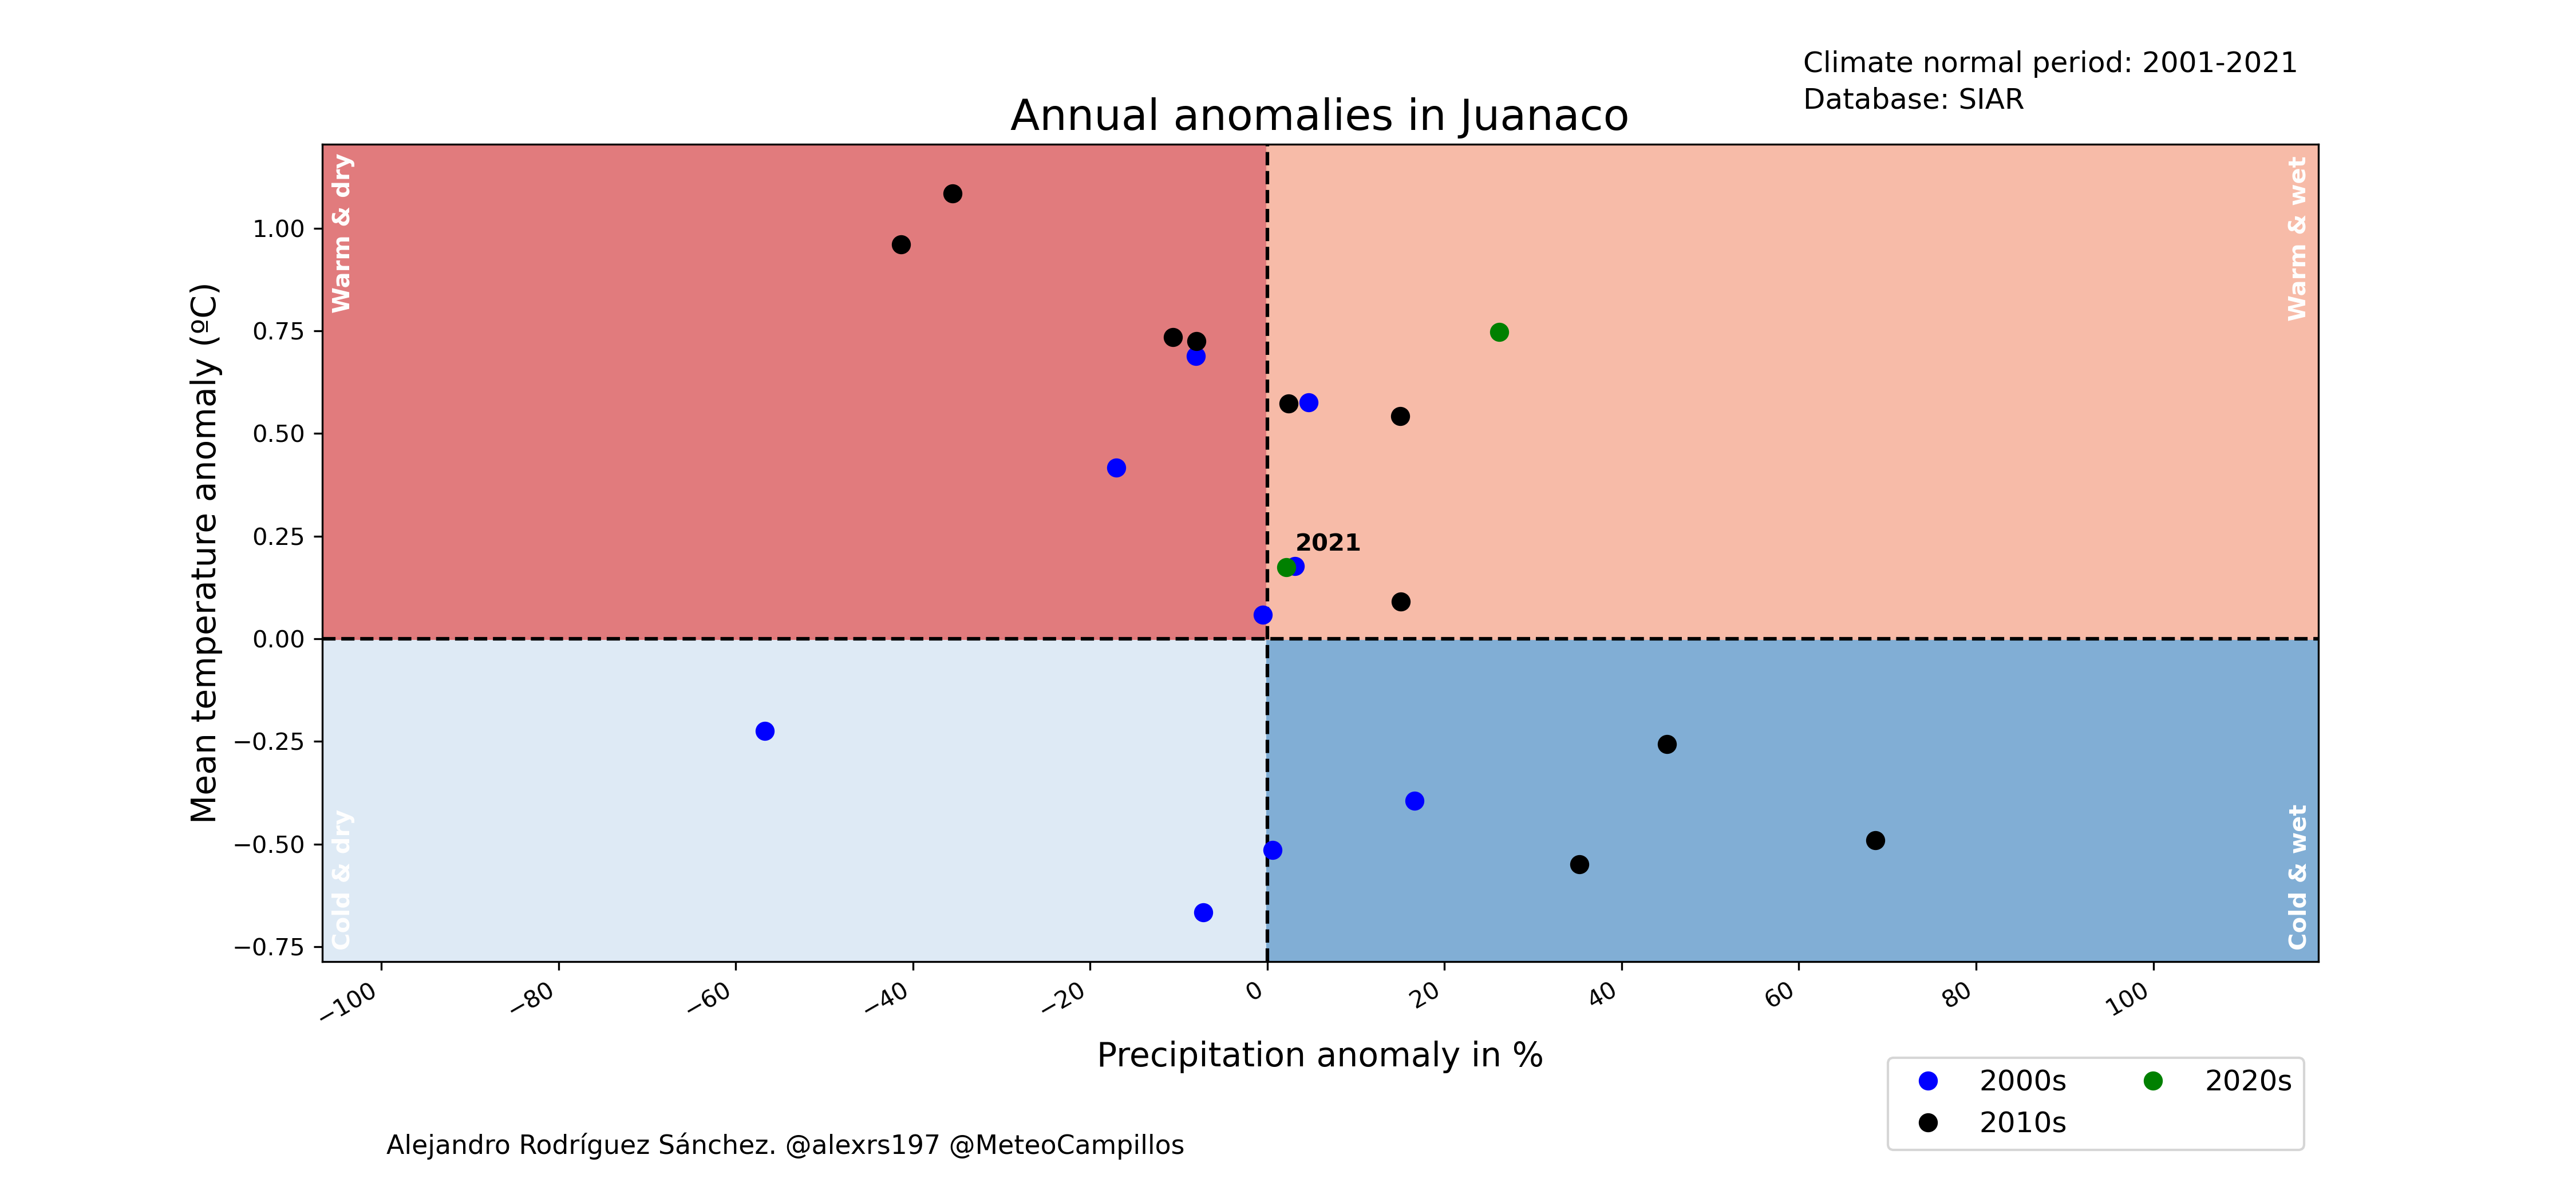 Climate normal period: 2001-2021
Database: SIAR
Annual anomalies in Juanaco
Warm & dry
Warm & wet
Mean temperature anomaly (ºC)
1.00
0.75
0.50
0.25
0.00
−0.25
−0.50
−0.75
2021
Cold & dry
Cold & wet
−100
−80
−60
−40
−20
0
20
40
60
80
100
Precipitation anomaly in %
2000s
2010s
2020s
Alejandro Rodríguez Sánchez. @alexrs197 @MeteoCampillos